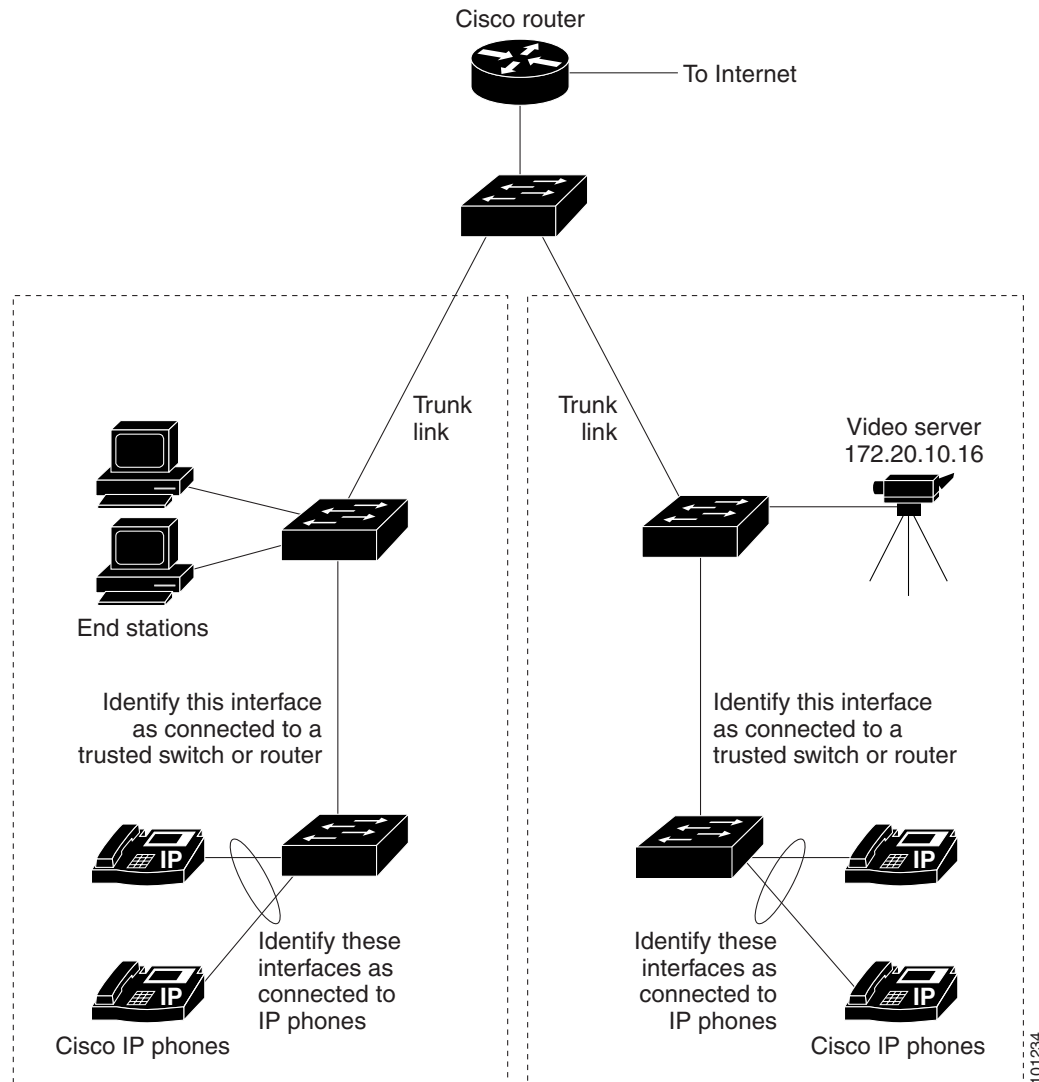 Cisco router
To Internet
Trunk
link
Trunk
link
Video server
172.20.10.16
End stations
Identify this interface
as connected to a
trusted switch or router
Identify this interface
as connected to a
trusted switch or router
IP
IP
Identify these
interfaces as
connected to
IP phones
Identify these
interfaces as
connected to
IP phones
IP
IP
Cisco IP phones
Cisco IP phones
101234